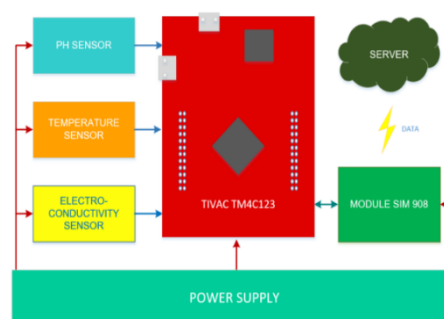 PH SENSOR
SERVER
TEMPERATURE
SENSOR
DATA
ELECTRO-
CONDUCTIVITY
SENSOR
TIVAC TM4C123
MODULE SIM 908
POWER SUPPLY